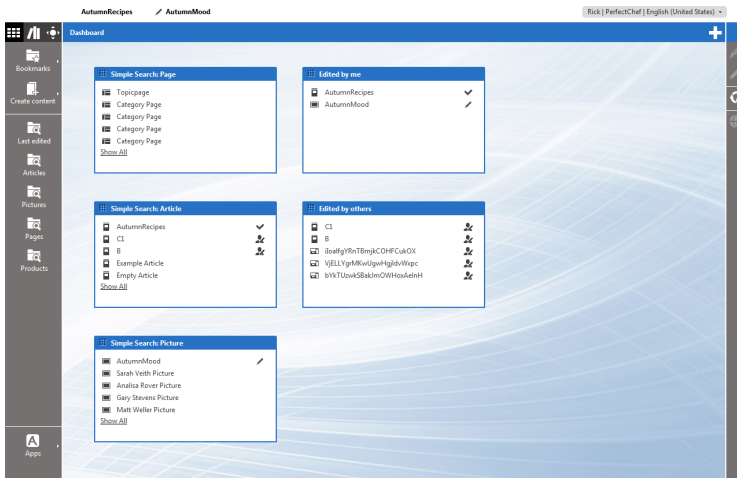 AutumnRecipes
AutumnMood
Rick | PerfectChef | English (United States)
Dashboard
Bookmarks
Create content
Last edited
Articles
Pictures
Pages
Products
A
Apps
Simple Search: Page
Topicpage
Category Page
Category Page
Category Page
Category Page
Show All
Edited by me
AutumnRecipes
AutumnMood
Simple Search: Article
AutumnRecipes
C1
B
Example Article
Empty Article
Show All
Edited by others
C1
B
VjELLYgrMKwUgwHgjldvWxpc
bYkTUzwkSBakJmOWHoxAelnH
Simple Search: Picture
AutumnMood
Sarah Veith Picture
Analisa Rover Picture
Gary Stevens Picture
Matt Weller Picture
Show All